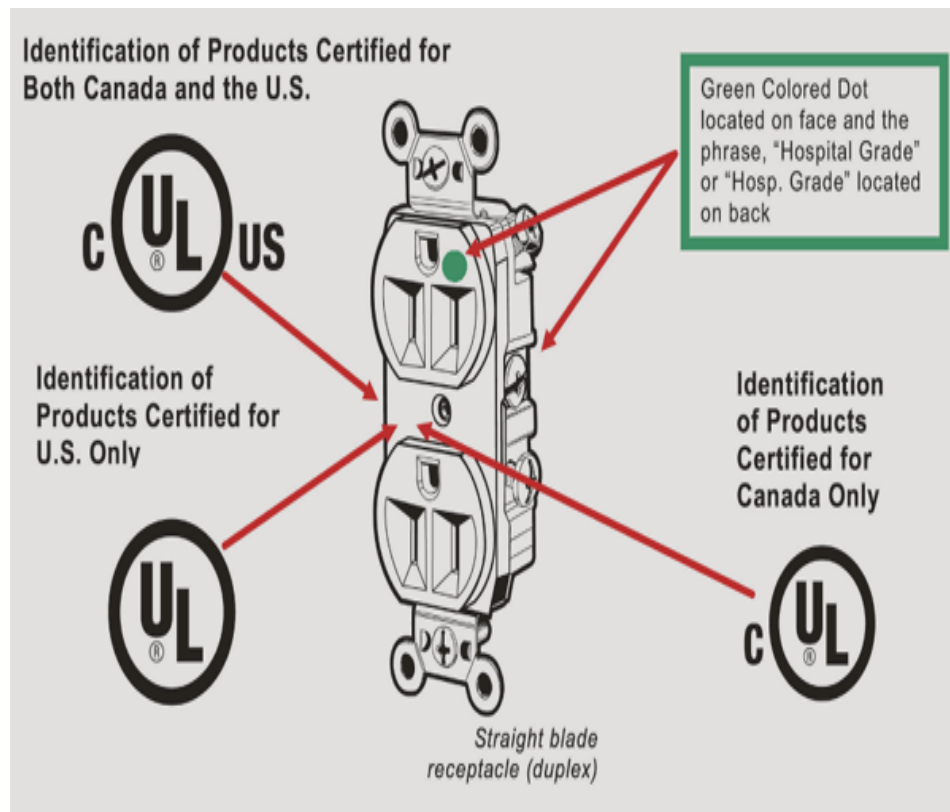 Identification of Products Certified for
Both Canada and the U.S.
C UL ® US
Green Colored Dot
located on face and the
phrase, “Hospital Grade”
or “Hosp. Grade” located
on back
Identification of
Products Certified for
U.S. Only
UL ®
Identification
of Products
Certified for
Canada Only
C UL ®
Straight blade
receptacle (duplex)